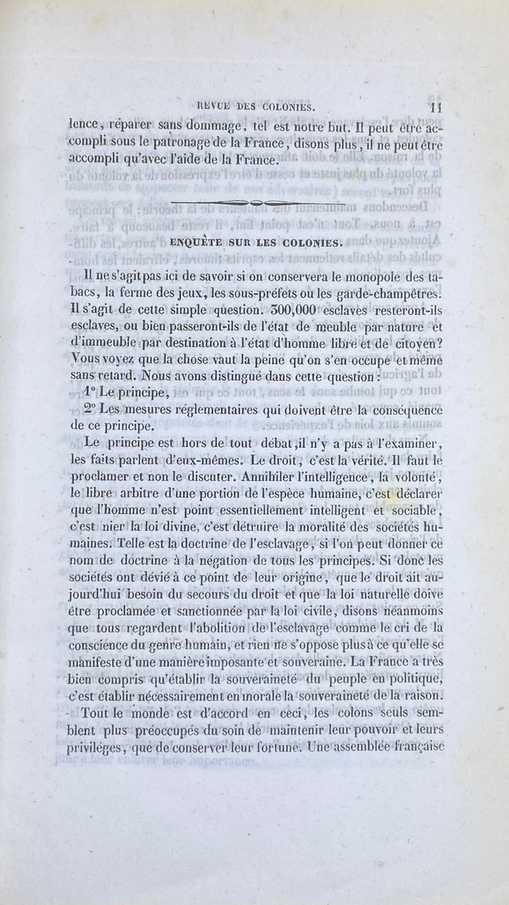 REVUE DES COLONIES. 11
lence, réparer sans dommage, tel est notre but. Il peut être ac-
compli sous le patronage de la France, disons plus, il ne peut être
accompli qu'avec l'aide de la France.
ENQUÊTE SUR LES COLONIES.
Il ne s'agit pas ici de savoir si on conservera le monopole des ta-
bacs, la ferme des jeux, les sous-préfets ou les garde-champêtres.
Il s'agit de cette simple question. 300,000 esclaves resteront-ils
esclaves, ou bien passeront-ils de l'état de meuble par nature et
d'immeuble par destination à l'état d'homme libre et de citoyen?
Vous voyez que la chose vaut la peine qu'on s'en occupe et même
sans retard. Nous avons distingué dans cette question :
1° Le principe,
2° Les mesures réglementaires qui doivent être la conséquence
de ce principe.
Le principe est hors de tout débat, il n'y a pas à l'examiner,
les faits parlent d'eux-mêmes. Le droit, c'est la vérité. Il faut le
proclamer et non le discuter. Annihiler l'intelligence, la volonté,
le libre arbitre d'une portion de l'espèce humaine, c'est déclarer
que l'homme n'est point essentiellement intelligent et sociable,
c'est nier la loi divine, c'est détruire la moralité des sociétés hu-
maines. Telle est la doctrine de l'esclavage, si l'on peut donner ce
nom de doctrine à la négation de tous les principes. Si donc les
sociétés ont dévié à ce point de leur origine, que le droit ait au-
jourd'hui besoin du secours du droit et que la loi naturelle doive
être proclamée et sanctionnée par la loi civile, disons néanmoins
que tous regardent l'abolition de l'esclavage comme le cri de la
conscience du genre humain, et rien ne s'oppose plus à ce qu'elle se
manifeste d'une manière imposante et souveraine. La France a très
bien compris qu'établir la souveraineté du peuple en politique,
c'est établir nécessairement en morale la souveraineté de la raison.
Tout le monde est d'accord en ceci, les colons seuls sem-
blent plus préoccupés du soin de maintenir leur pouvoir et leurs
privilèges, que de conserver leur fortune. Une assemblée française